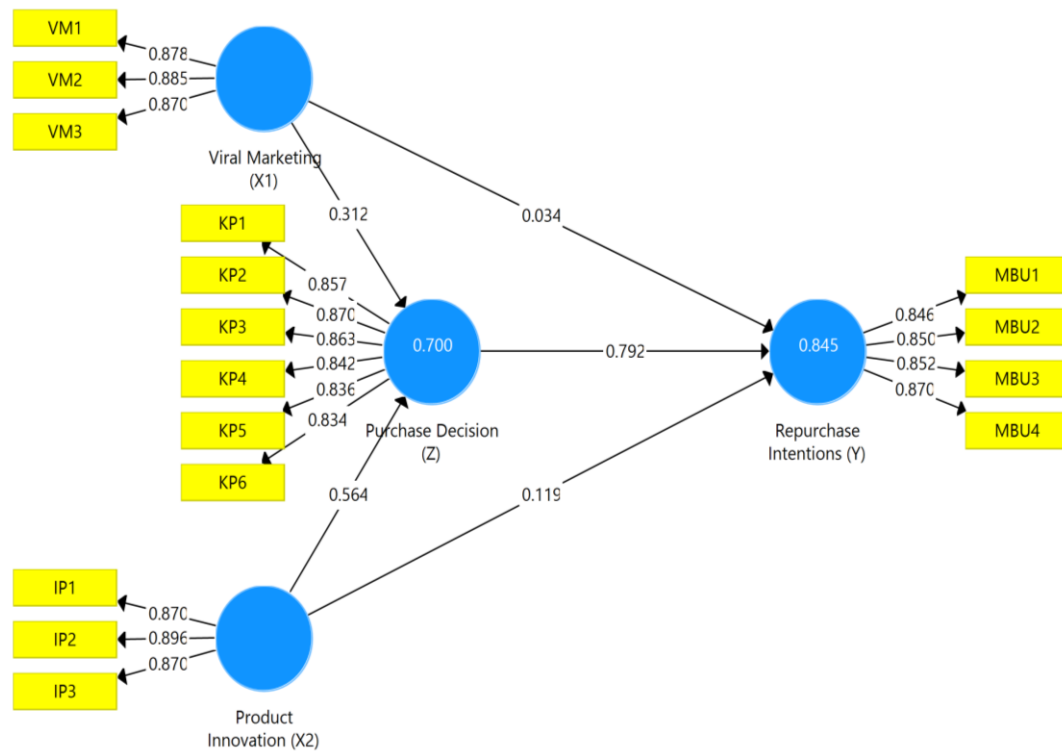 VM1
0.878
VM2
0.885
VM3
0.870
Viral Marketing
(X1)
0.312
0.034
KP1
0.857
KP2
0.870
KP3
0.863
KP4
0.842
KP5
0.836
KP6
0.834
0.700
Purchase Decision
(Z)
0.792
0.845
Repurchase
Intentions (Y)
MBU1
0.846
MBU2
0.850
MBU3
0.852
MBU4
0.870
0.564
0.119
IP1
0.870
IP2
0.896
IP3
0.870
Product
Innovation (X2)